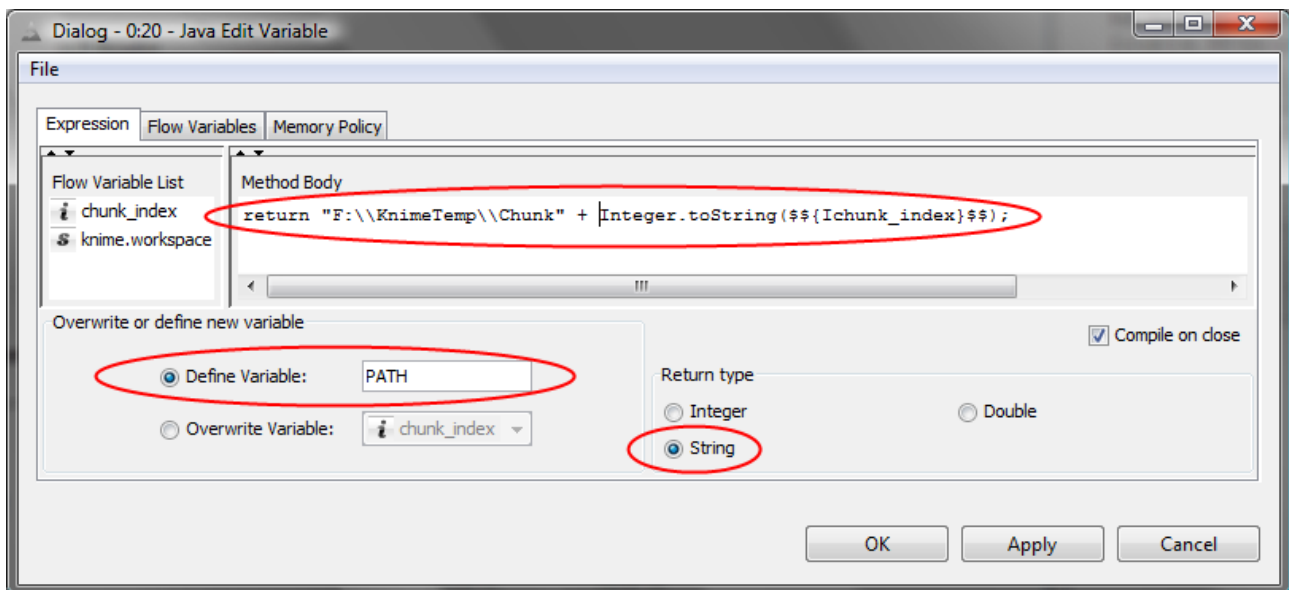 Dialog - 0:20 - Java Edit Variable
File
Expression Flow Variables Memory Policy
Flow Variable List
i chunk_index
s knime.workspace
Method Body
return "F:\\KnimeTemp\\Chunk" + Integer.toString($${Ichunk_index}$$);
Overwrite or define new variable
Define Variable: PATH
Overwrite Variable: i chunk_index
Compile on close
Return type
Integer Double
String
OK Apply Cancel